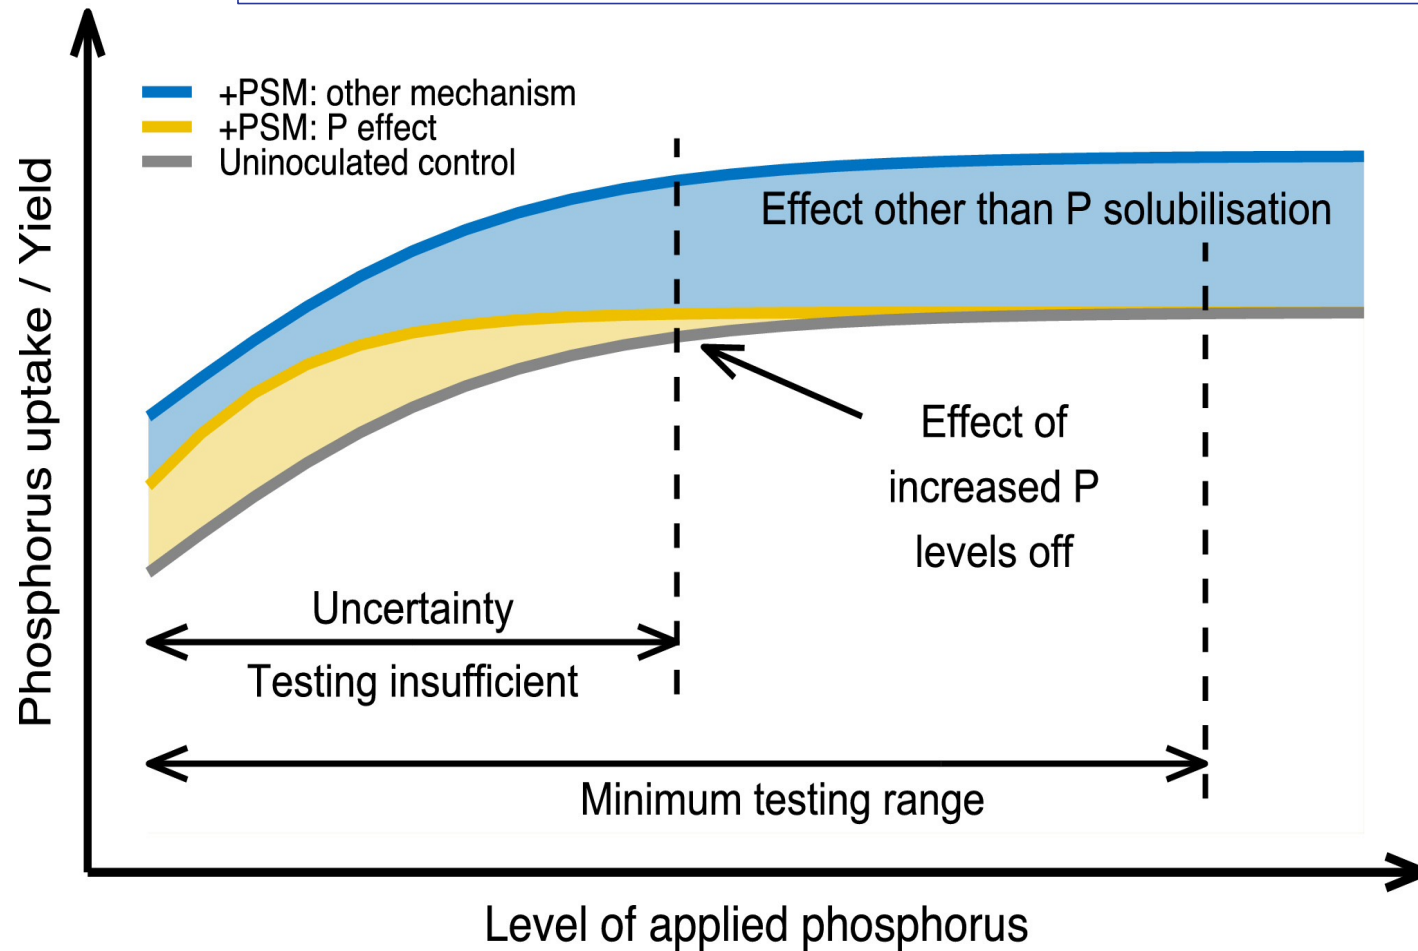 +PSM: other mechanism
+PSM: P effect
Uninoculated control
Effect other than P solubilisation
Effect of
increased P
levels off
Uncertainty
Testing insufficient
Minimum testing range
Phosphorus uptake / Yield
Level of applied phosphorus